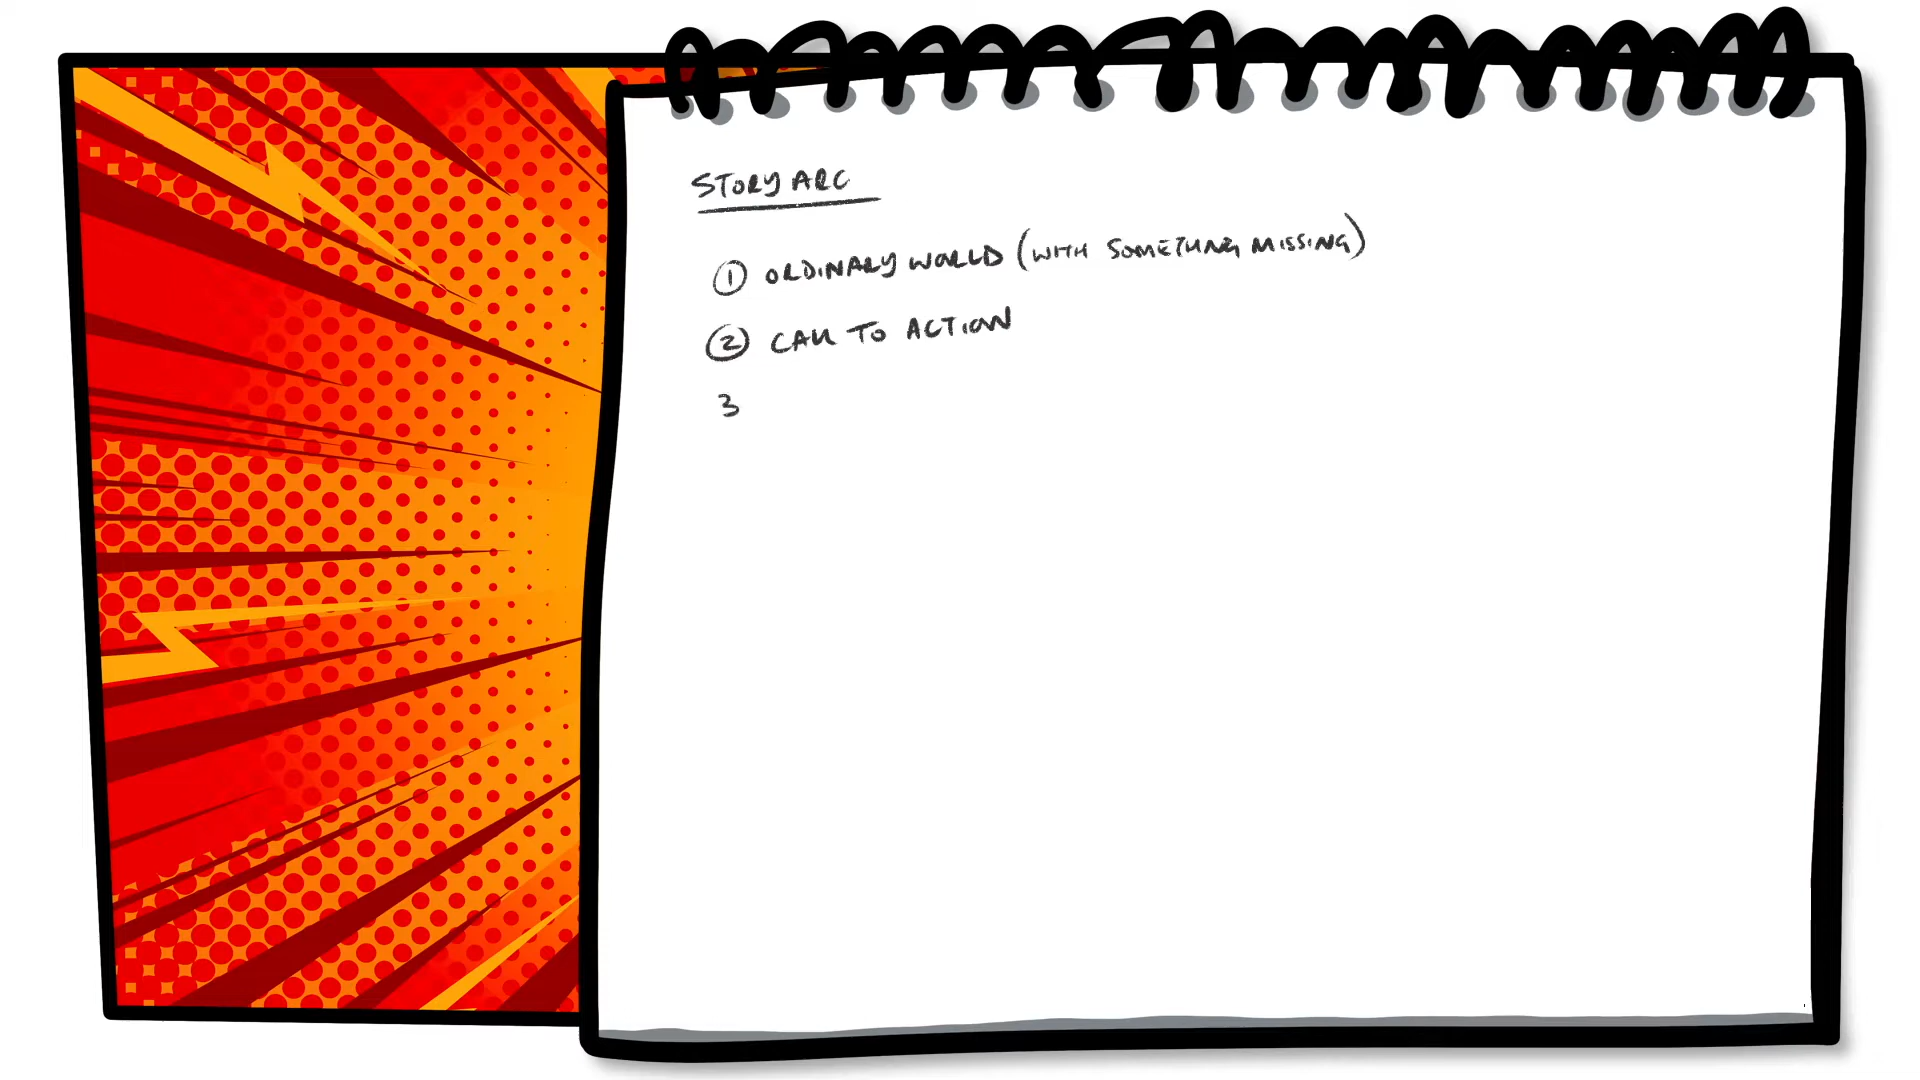 STORY ARC
① ORDINARY WORLD (WITH SOMETHING MISSING)
② CALL TO ACTION
3